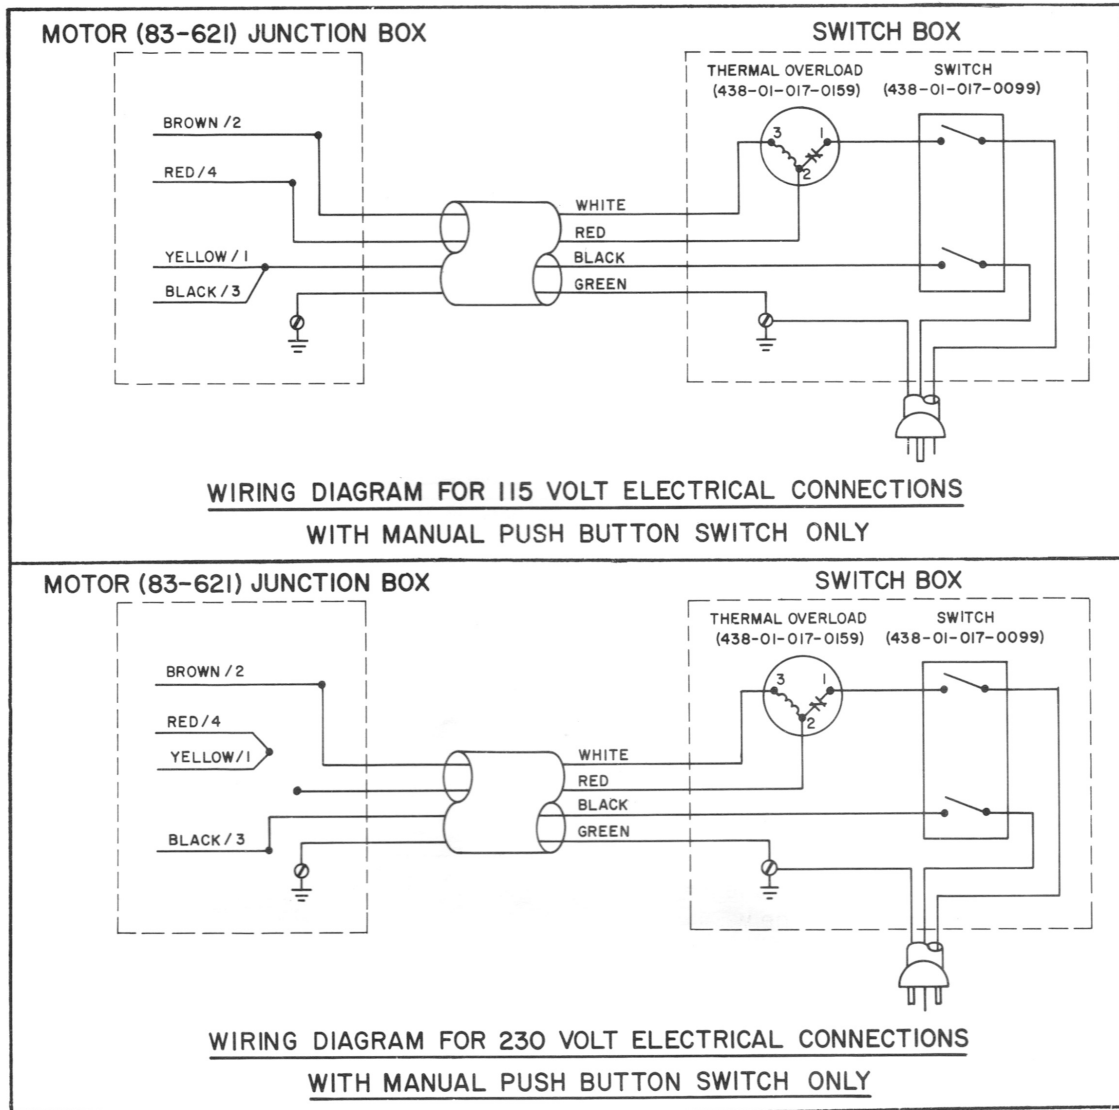 MOTOR (83-621) JUNCTION BOX
SWITCH BOX
THERMAL OVERLOAD
(438-01-017-0159)
SWITCH
(438-01-017-0099)
BROWN/2
RED/4
YELLOW/1
BLACK/3
WHITE
RED
BLACK
GREEN
3
1
2
WIRING DIAGRAM FOR 115 VOLT ELECTRICAL CONNECTIONS
WITH MANUAL PUSH BUTTON SWITCH ONLY
MOTOR (83-621) JUNCTION BOX
SWITCH BOX
THERMAL OVERLOAD
(438-01-017-0159)
SWITCH
(438-01-017-0099)
BROWN/2
RED/4
YELLOW/1
BLACK/3
WHITE
RED
BLACK
GREEN
3
1
2
WIRING DIAGRAM FOR 230 VOLT ELECTRICAL CONNECTIONS
WITH MANUAL PUSH BUTTON SWITCH ONLY